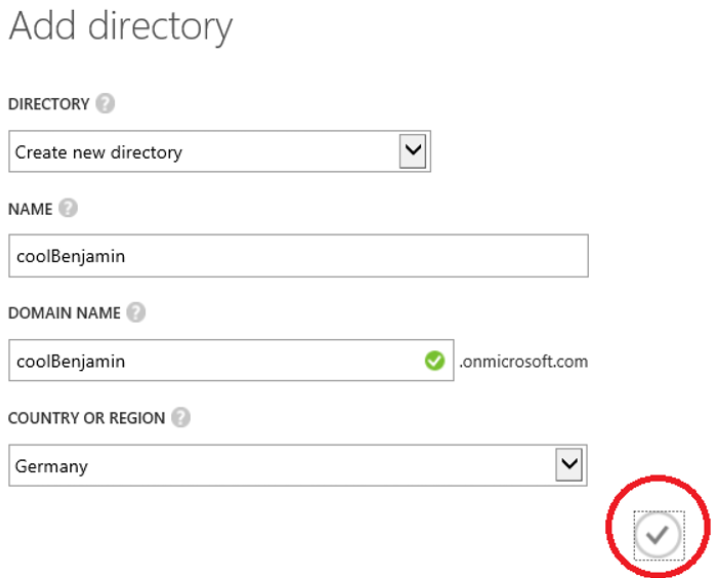 Add directory
DIRECTORY ?
Create new directory
NAME ?
coolBenjamin
DOMAIN NAME ?
coolBenjamin .onmicrosoft.com
COUNTRY OR REGION ?
Germany